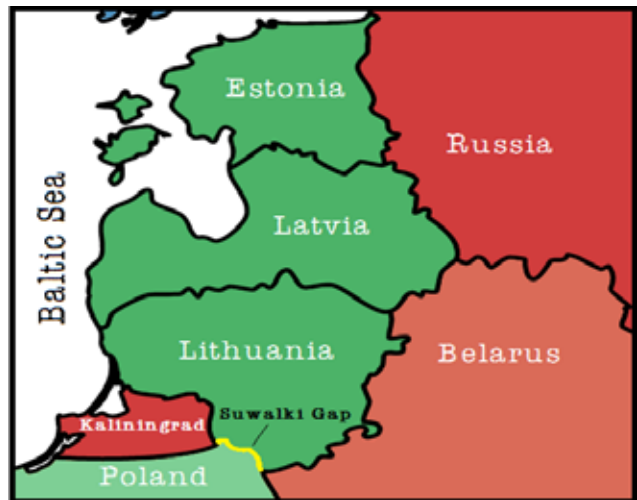 Estonia
Russia
Baltic Sea
Latvia
Lithuania
Belarus
Suwalki Gap
Kaliningrad
Poland